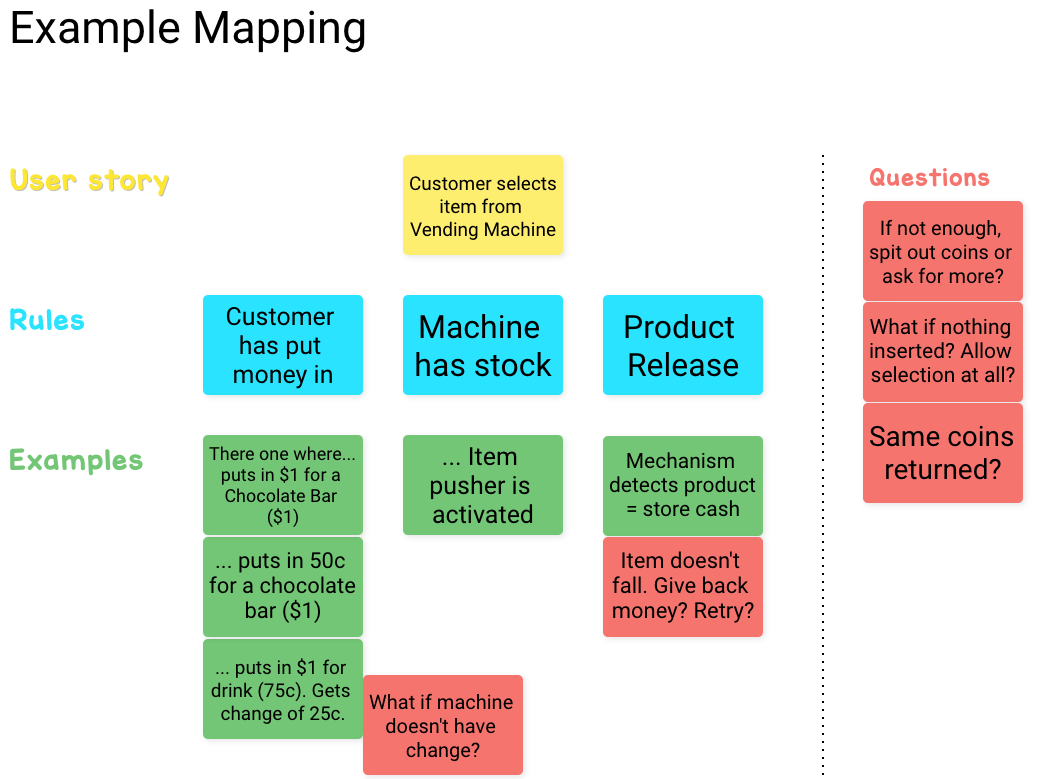 Example Mapping
User story
Customer selects
item from
Vending Machine
Questions
If not enough,
spit out coins or
ask for more?
What if nothing
inserted? Allow
selection at all?
Same coins
returned?
Rules
Customer
has put
money in
Machine
has stock
Product
Release
Examples
There one where...
puts in $1 for a
Chocolate Bar
($1)
... puts in 50c
for a chocolate
bar ($1)
... puts in $1 for
drink (75c). Gets
change of 25c.
What if machine
doesn't have
change?
... Item
pusher is
activated
Mechanism
detects product
= store cash
Item doesn't
fall. Give back
money? Retry?